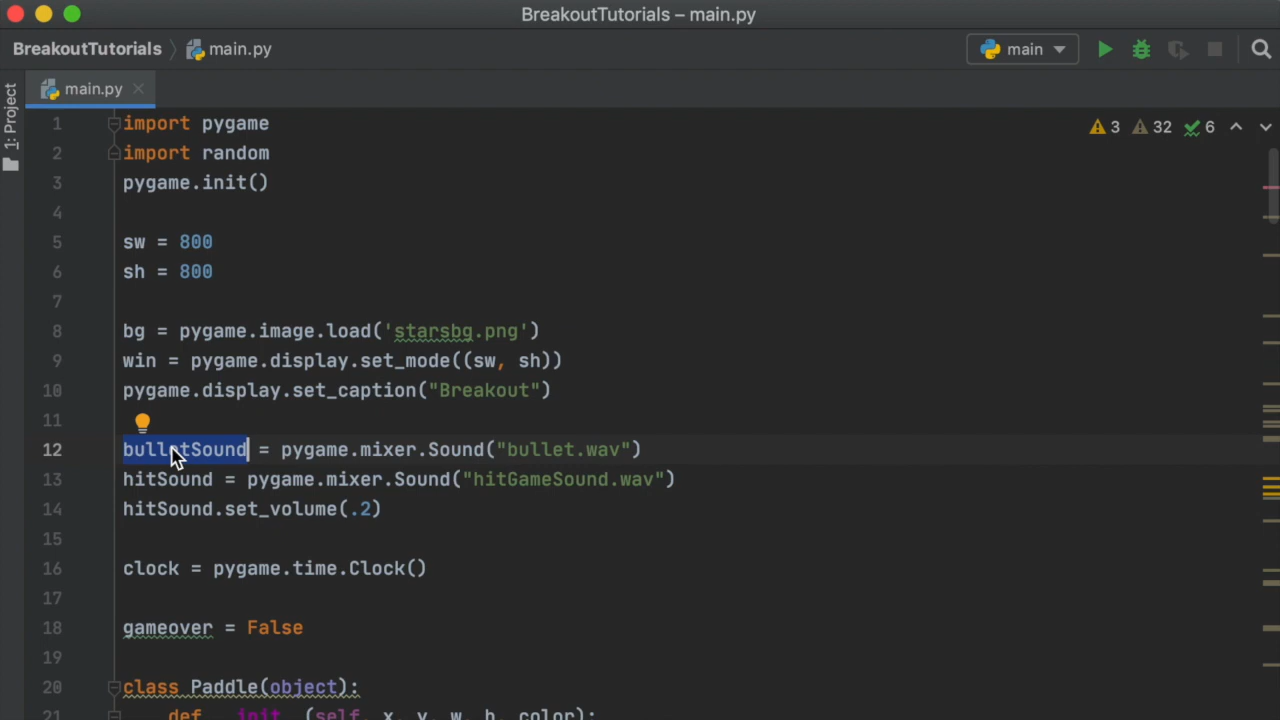 BreakoutTutorials – main.py
BreakoutTutorials main.py main
main.py 3 32 6
1: Project
1 import pygame
2 import random
3 pygame.init()
4
5 sw = 800
6 sh = 800
7
8 bg = pygame.image.load('starsbg.png')
9 win = pygame.display.set_mode((sw, sh))
10 pygame.display.set_caption("Breakout")
11
12 bulletSound = pygame.mixer.Sound("bullet.wav")
13 hitSound = pygame.mixer.Sound("hitGameSound.wav")
14 hitSound.set_volume(.2)
15
16 clock = pygame.time.Clock()
17
18 gameover = False
19
20 class Paddle(object):
21 def __init__(self, x, y, w, h, color):